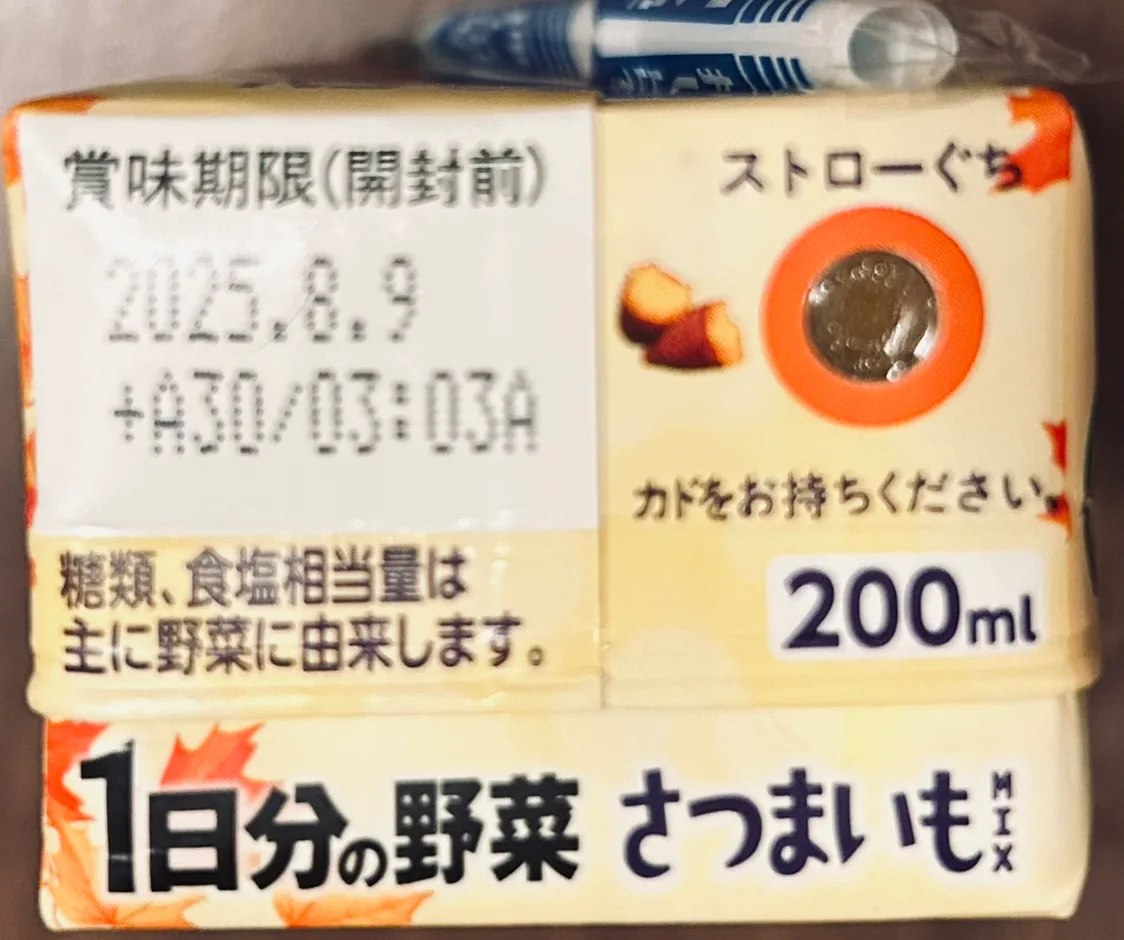 賞味期限(開封前)
2025.8.9
+A30/03:03A
糖類、食塩相当量は
主に野菜に由来します。
ストローぐち
カドをお持ちください。
200ml
1日分の野菜 さつまいもMIX